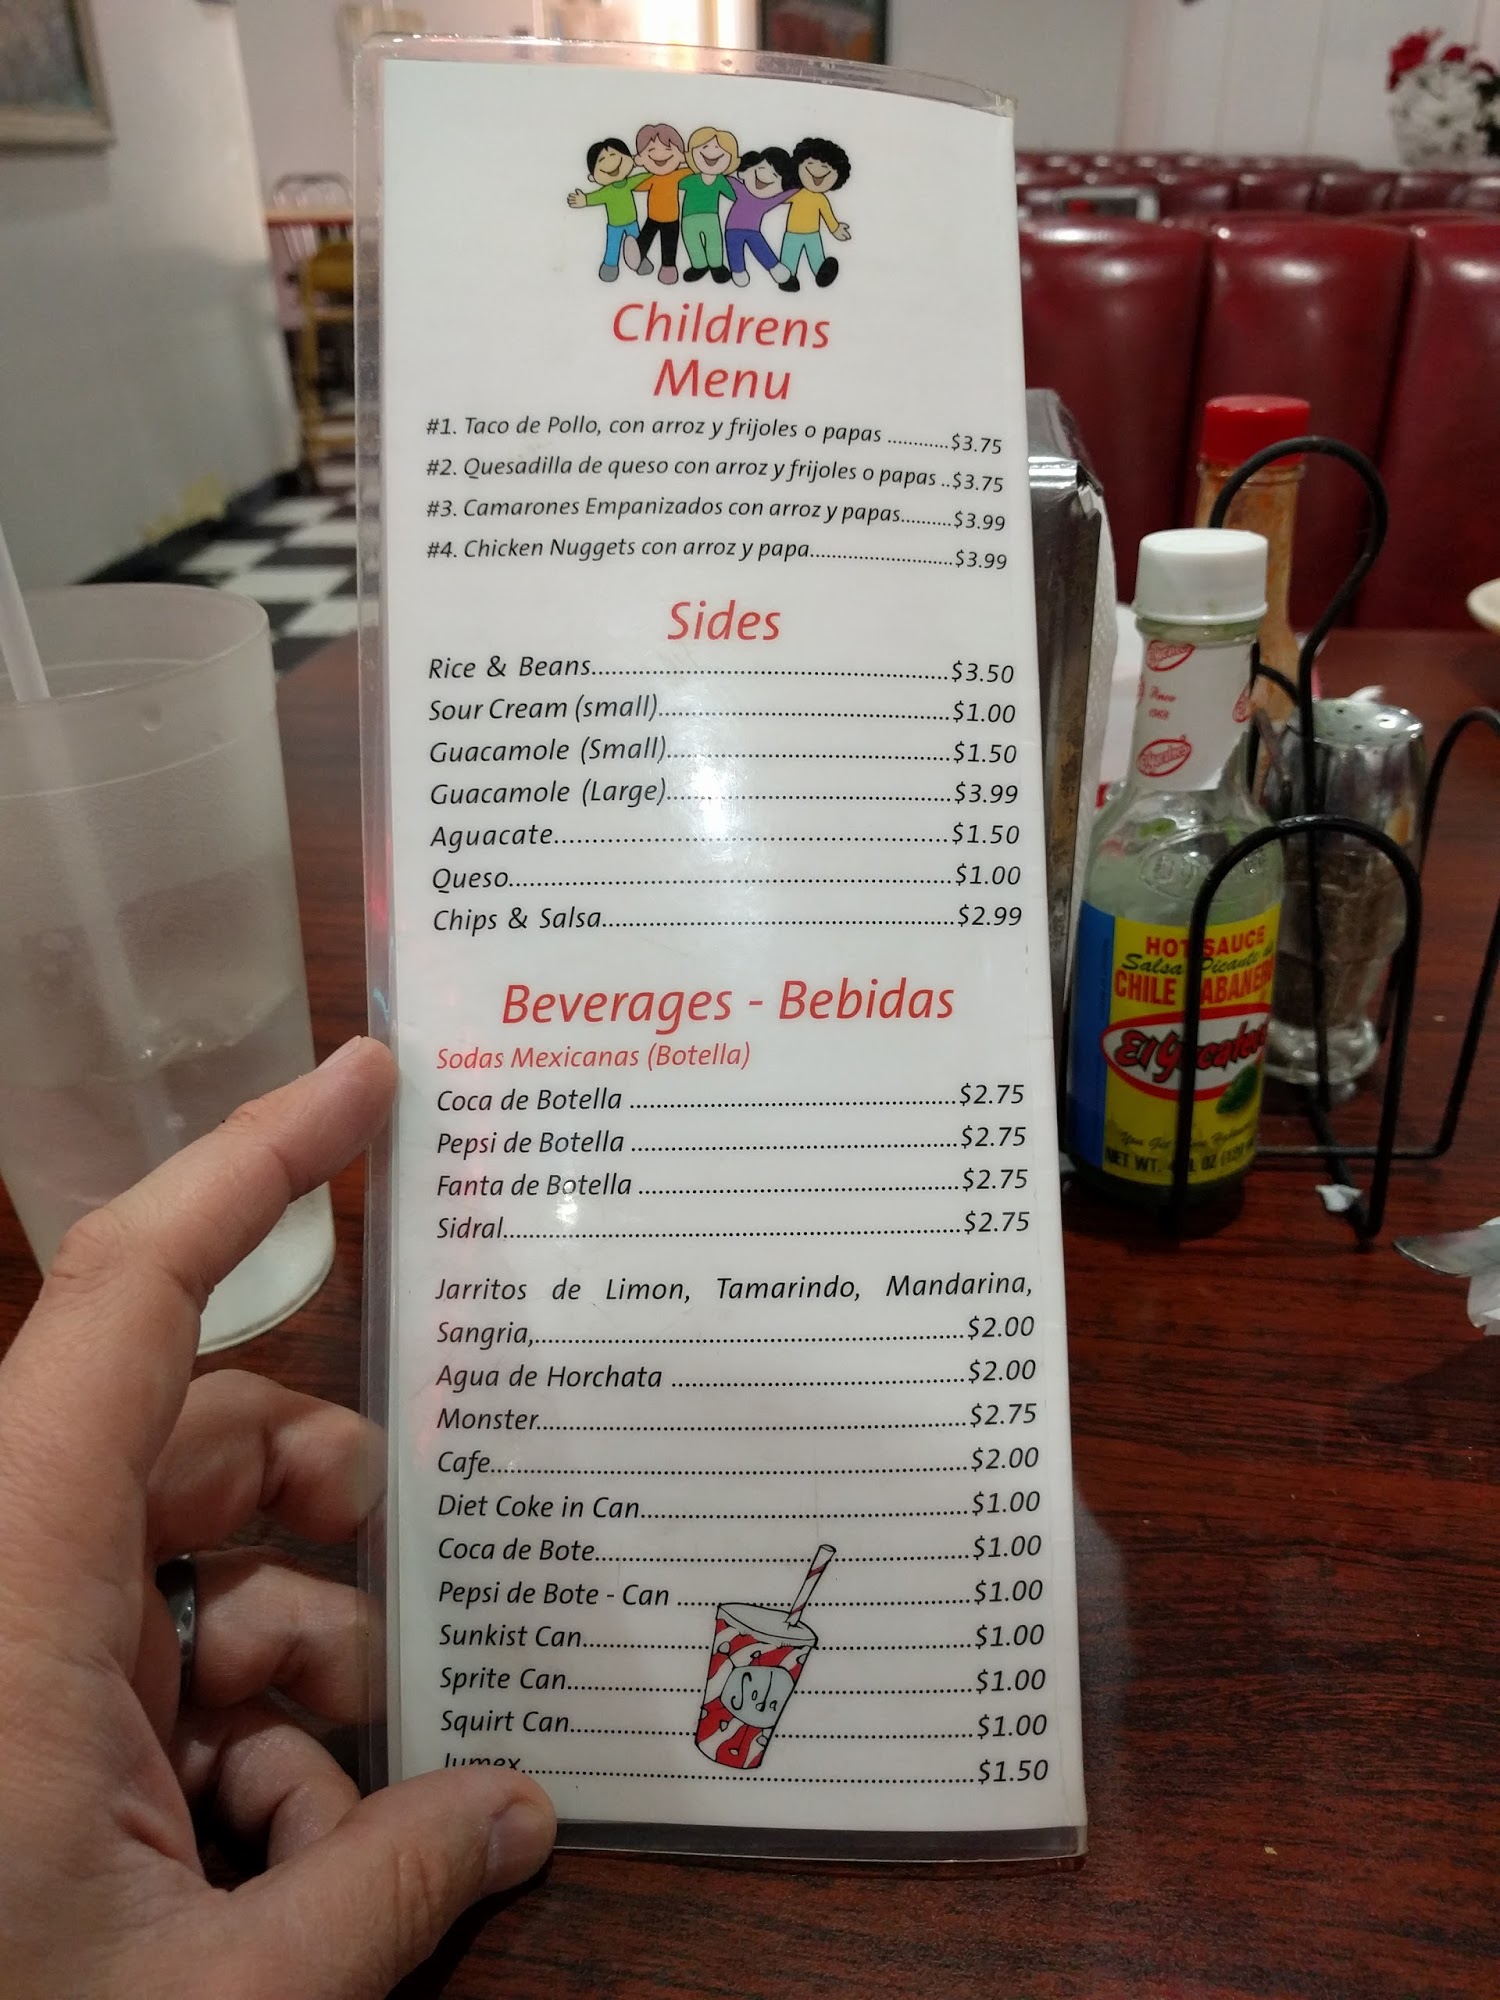 Childrens
Menu
#1. Taco de Pollo, con arroz y frijoles o papas ............$3.75
#2. Quesadilla de queso con arroz y frijoles o papas ..$3.75
#3. Camarones Empanizados con arroz y papas..........$3.99
#4. Chicken Nuggets con arroz y papa............................$3.99
Sides
Rice & Beans..............................................$3.50
Sour Cream (small)......................................$1.00
Guacamole (Small).....................................$1.50
Guacamole (Large).....................................$3.99
Aguacate...................................................$1.50
Queso.........................................................$1.00
Chips & Salsa.............................................$2.99
Beverages - Bebidas
Sodas Mexicanas (Botella)
Coca de Botella ..........................................$2.75
Pepsi de Botella ..........................................$2.75
Fanta de Botella .........................................$2.75
Sidral..........................................................$2.75
Jarritos de Limon, Tamarindo, Mandarina,
Sangria,......................................................$2.00
Agua de Horchata .....................................$2.00
Monster......................................................$2.75
Cafe............................................................$2.00
Diet Coke in Can.........................................$1.00
Coca de Bote...............................................$1.00
Pepsi de Bote - Can .....................................$1.00
Sunkist Can.................................................$1.00
Sprite Can...................................................$1.00
Squirt Can...................................................$1.00
Jumex.........................................................$1.50
Soda
HOT SAUCE
Salsa Picante de
CHILE HABANERO
El Yucateco
NET WT.